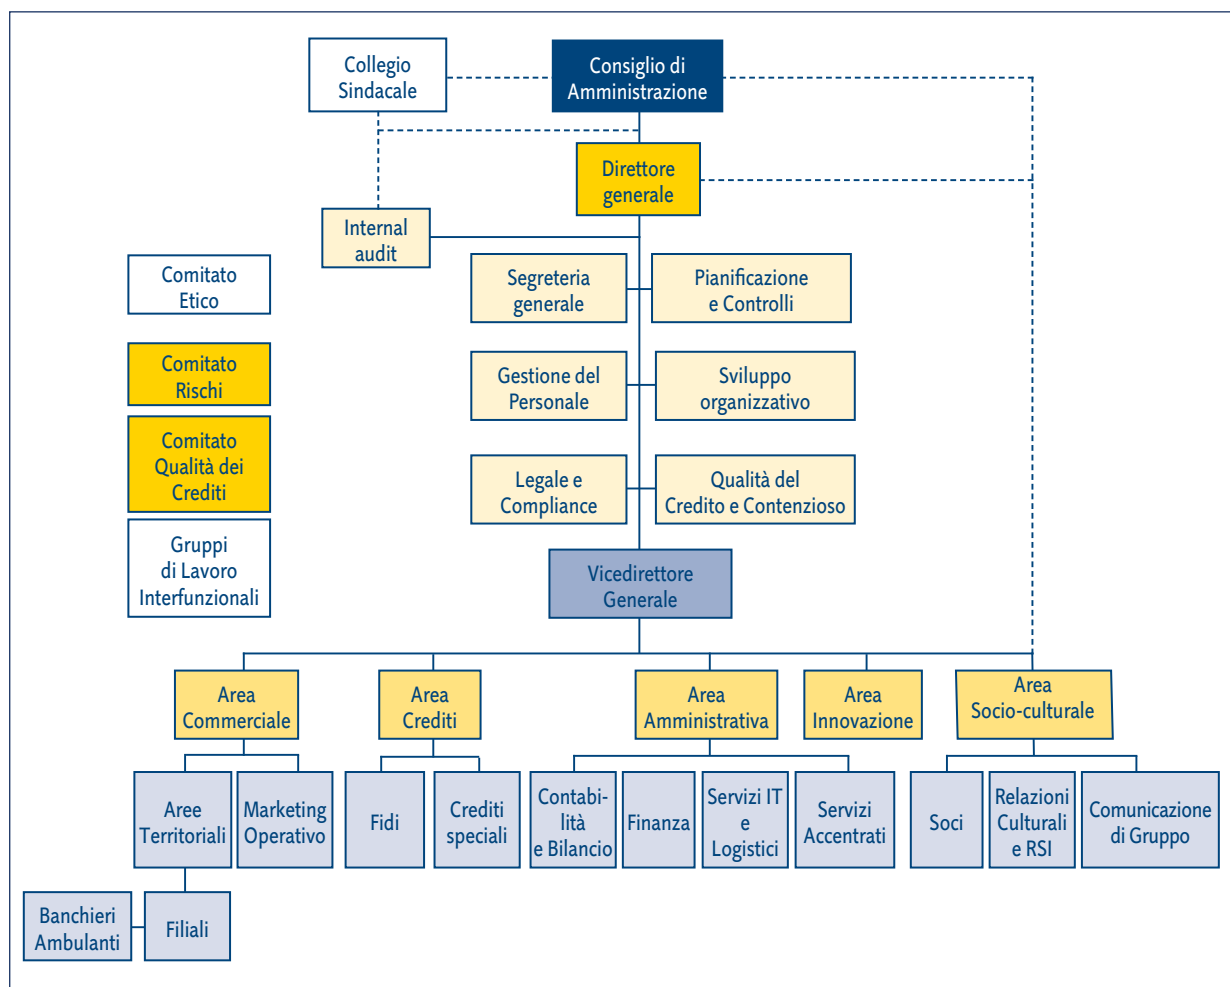 Collegio
Sindacale
Consiglio di
Amministrazione
Direttore
generale
Internal
audit
Comitato
Etico
Segreteria
generale
Pianificazione
e Controlli
Comitato
Rischi
Gestione del
Personale
Sviluppo
organizzativo
Comitato
Qualità dei
Crediti
Legale e
Compliance
Qualità del
Credito e Contenzioso
Gruppi
di Lavoro
Interfunzionali
Vicedirettore
Generale
Area
Commerciale
Area
Crediti
Area
Amministrativa
Area
Innovazione
Area
Socio-culturale
Aree
Territoriali
Marketing
Operativo
Fidi
Crediti
speciali
Contabi-
lità
e Bilancio
Finanza
Servizi IT
e
Logistici
Servizi
Accentrati
Soci
Relazioni
Culturali
e RSI
Comunicazione
di Gruppo
Banchieri
Ambulanti
Filiali